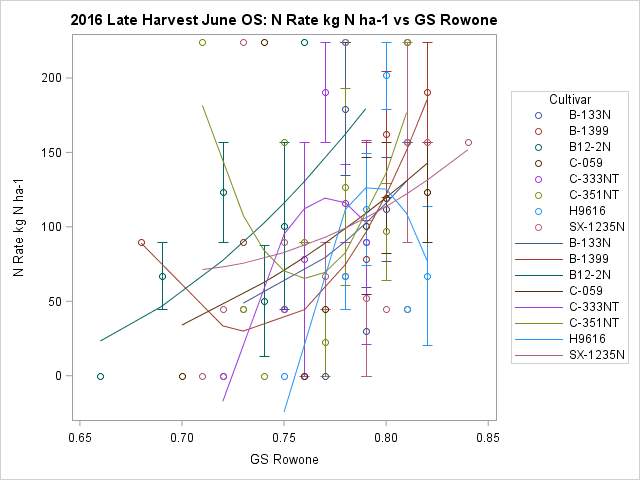 2016 Late Harvest June OS: N Rate kg N ha-1 vs GS Rowone
N Rate kg N ha-1
200
150
100
50
0
0.65 0.70 0.75 0.80 0.85
GS Rowone
Cultivar
B-133N
B-1399
B12-2N
C-059
C-333NT
C-351NT
H9616
SX-1235N
B-133N
B-1399
B12-2N
C-059
C-333NT
C-351NT
H9616
SX-1235N